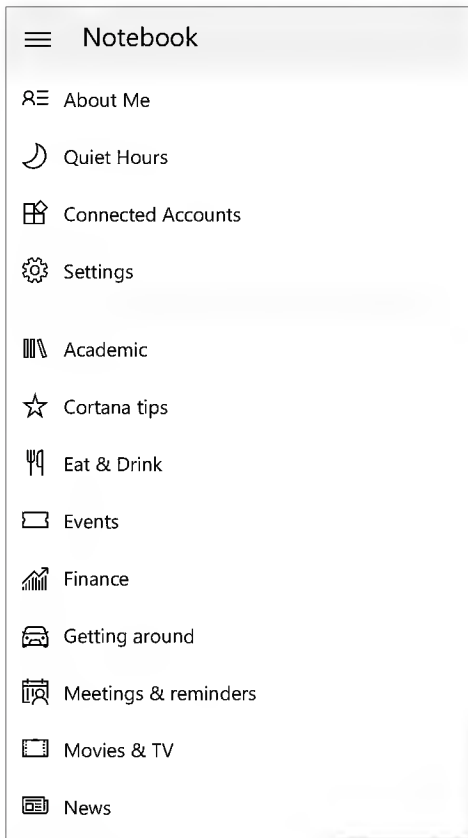 Notebook
About Me
Quiet Hours
Connected Accounts
Settings
Academic
Cortana tips
Eat & Drink
Events
Finance
Getting around
Meetings & reminders
Movies & TV
News